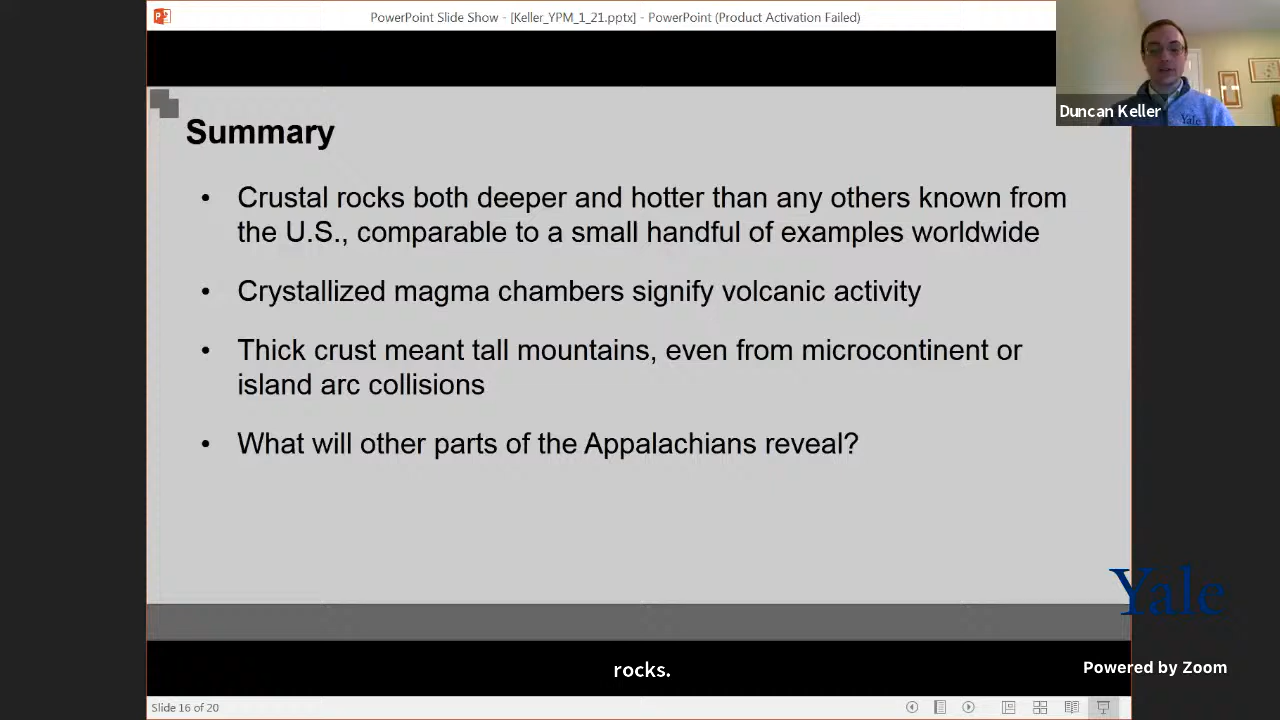 PowerPoint Slide Show - [Keller_YPM_1_21.pptx] - PowerPoint (Product Activation Failed)
Duncan Keller
Yale
Summary
• Crustal rocks both deeper and hotter than any others known from
the U.S., comparable to a small handful of examples worldwide
• Crystallized magma chambers signify volcanic activity
• Thick crust meant tall mountains, even from microcontinent or
island arc collisions
• What will other parts of the Appalachians reveal?
Yale
rocks.
Powered by Zoom
Slide 16 of 20